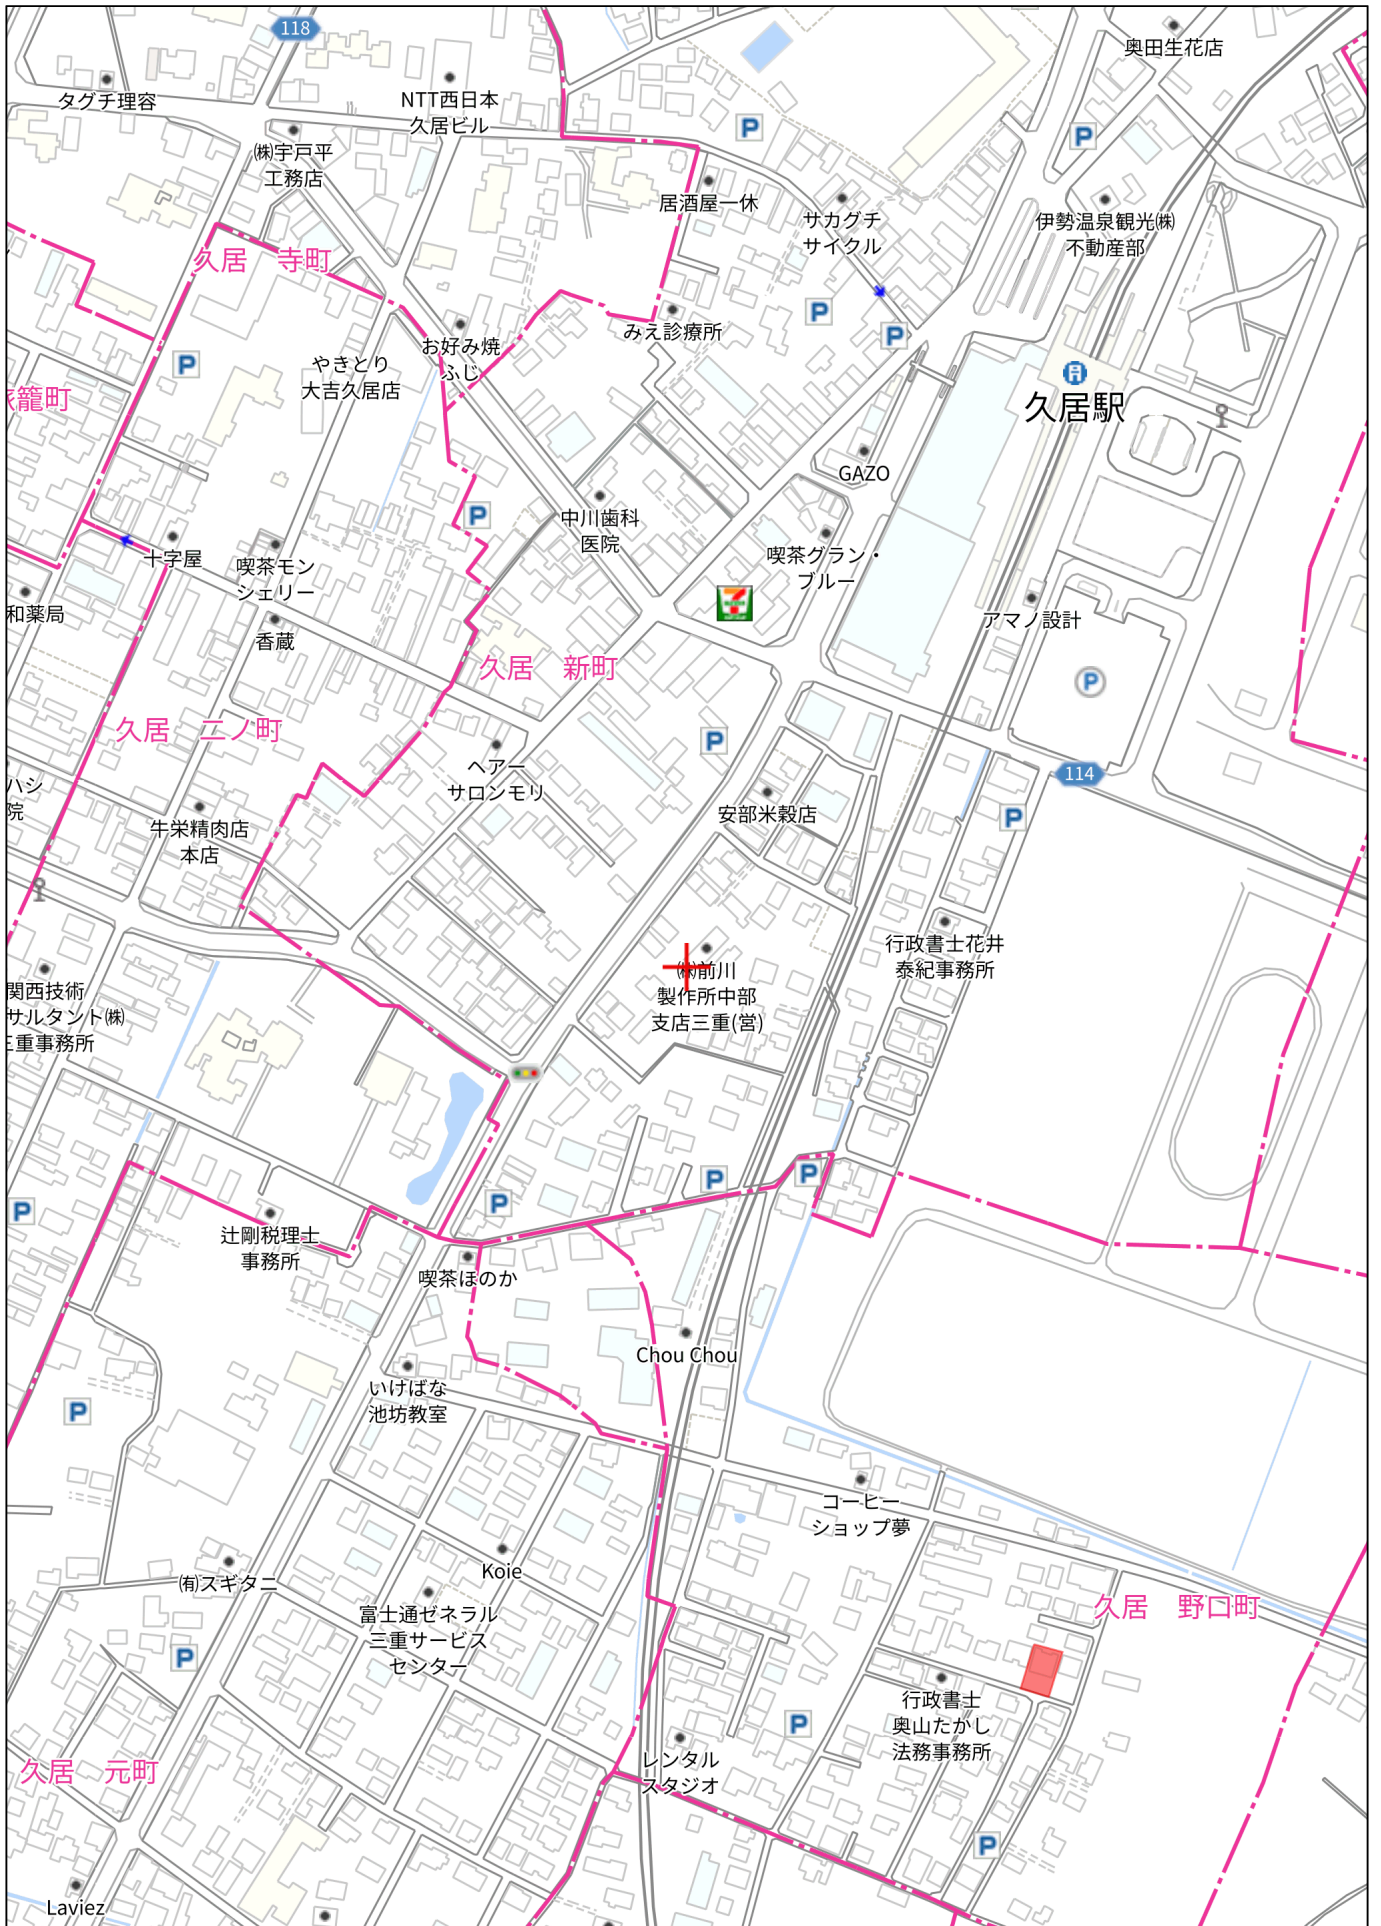 118
奥田生花店
タグチ理容
NTT西日本
久居ビル
P
P
㈱宇戸平
工務店
居酒屋一休
サカグチ
サイクル
伊勢温泉観光㈱
不動産部
久居 寺町
P
みえ診療所
P
お好み焼
ふじ
やきとり
大吉久居店
P
旅籠町
久居駅
GAZO
P
中川歯科
医院
十字屋
喫茶モン
シェリー
喫茶グラン・
ブルー
和薬局
7
香蔵
アマノ設計
久居 新町
P
久居 二ノ町
P
ヘアー
サロンモリ
114
ハシ
院
牛栄精肉店
本店
安部米穀店
P
行政書士花井
泰紀事務所
㈱前川
製作所中部
支店三重(営)
関西技術
サルタント㈱
三重事務所
P
P
P
P
辻剛税理士
事務所
喫茶ほのか
Chou Chou
いけばな
池坊教室
P
コーヒー
ショップ夢
Koie
㈲スギタニ
富士通ゼネラル
三重サービス
センター
久居 野口町
P
行政書士
奥山たかし
法務事務所
P
久居 元町
レンタル
スタジオ
P
Laviez